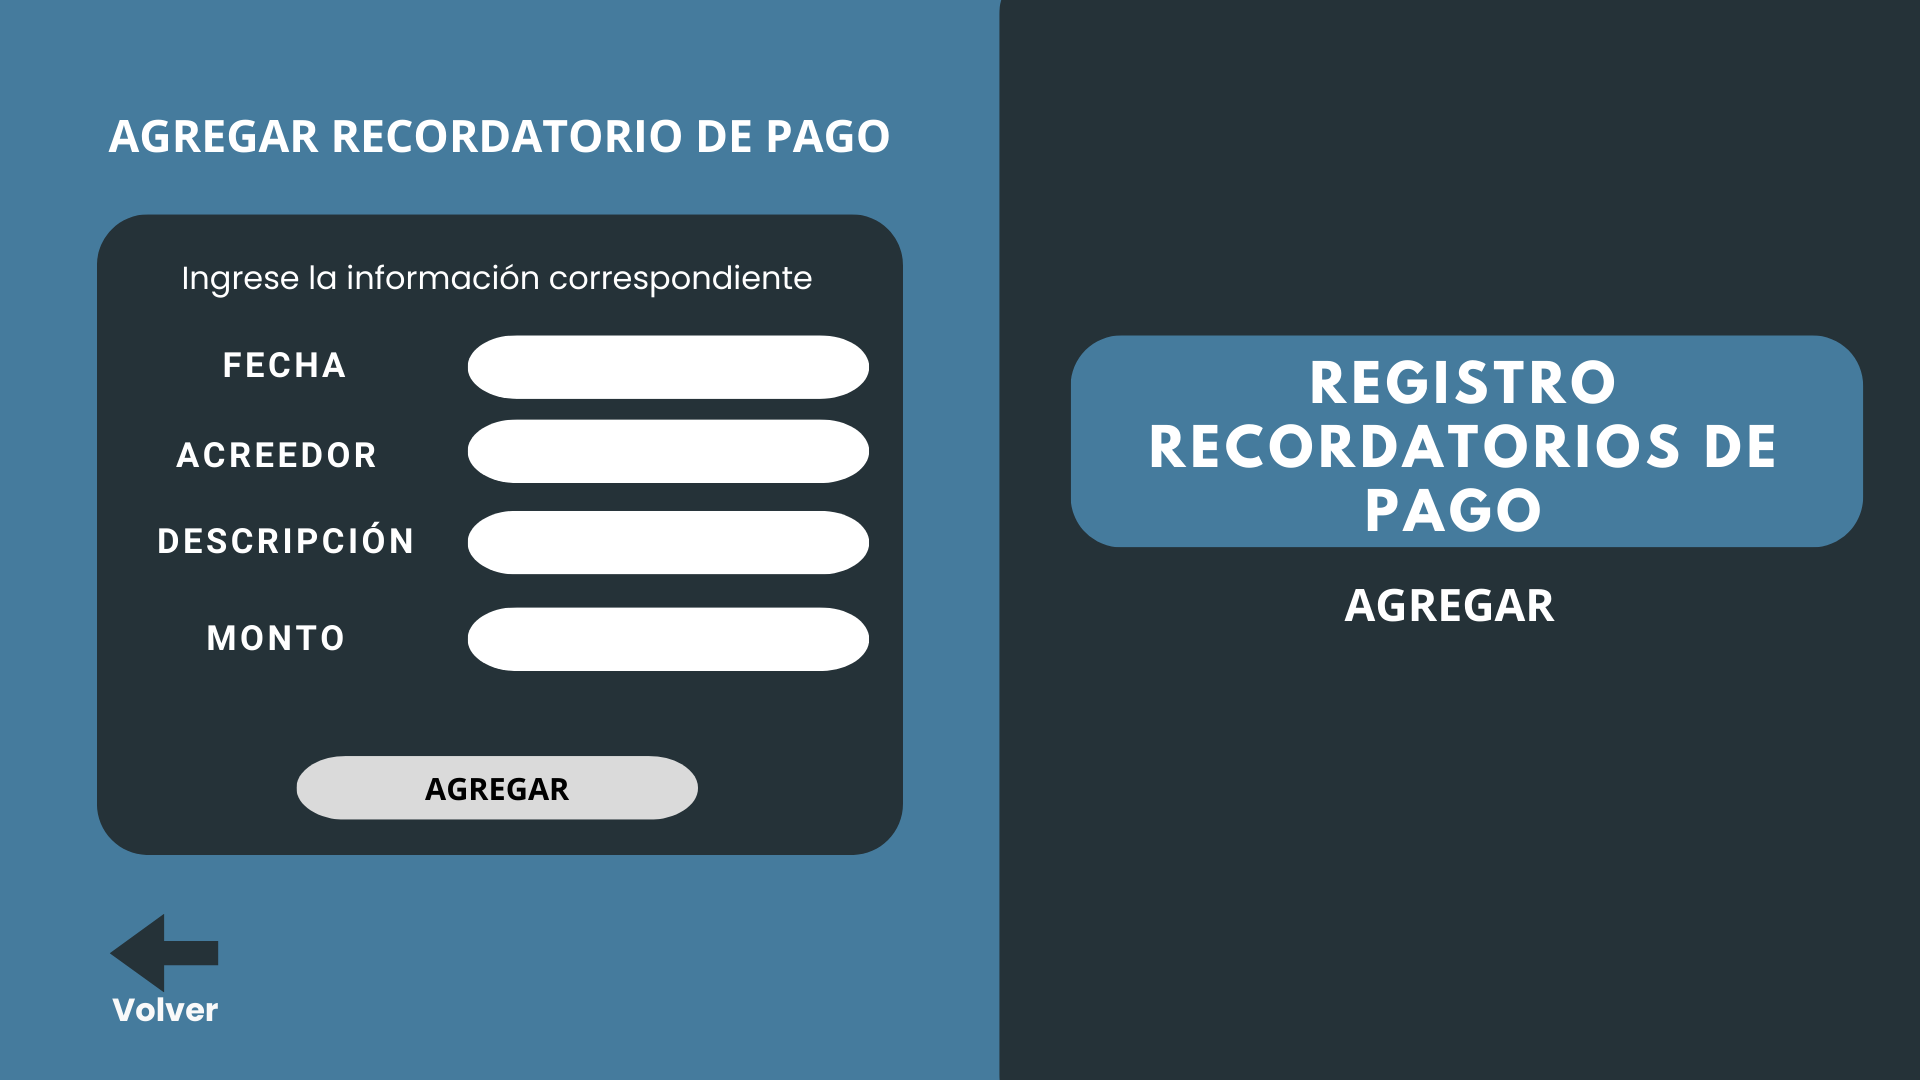 AGREGAR RECORDATORIO DE PAGO
Ingrese la información correspondiente
FECHA
ACREEDOR
DESCRIPCIÓN
MONTO
AGREGAR
Volver
REGISTRO
RECORDATORIOS DE
PAGO
AGREGAR